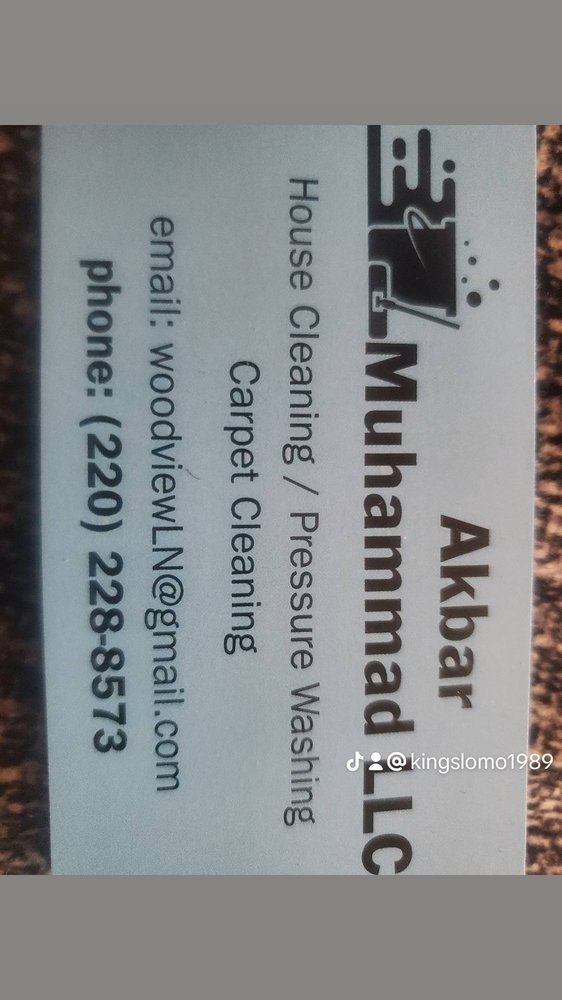 Akbar
Muhammad LLC
House Cleaning / Pressure Washing
Carpet Cleaning
email: woodviewLN@gmail.com
phone: (220) 228-8573
@kingslomo1989